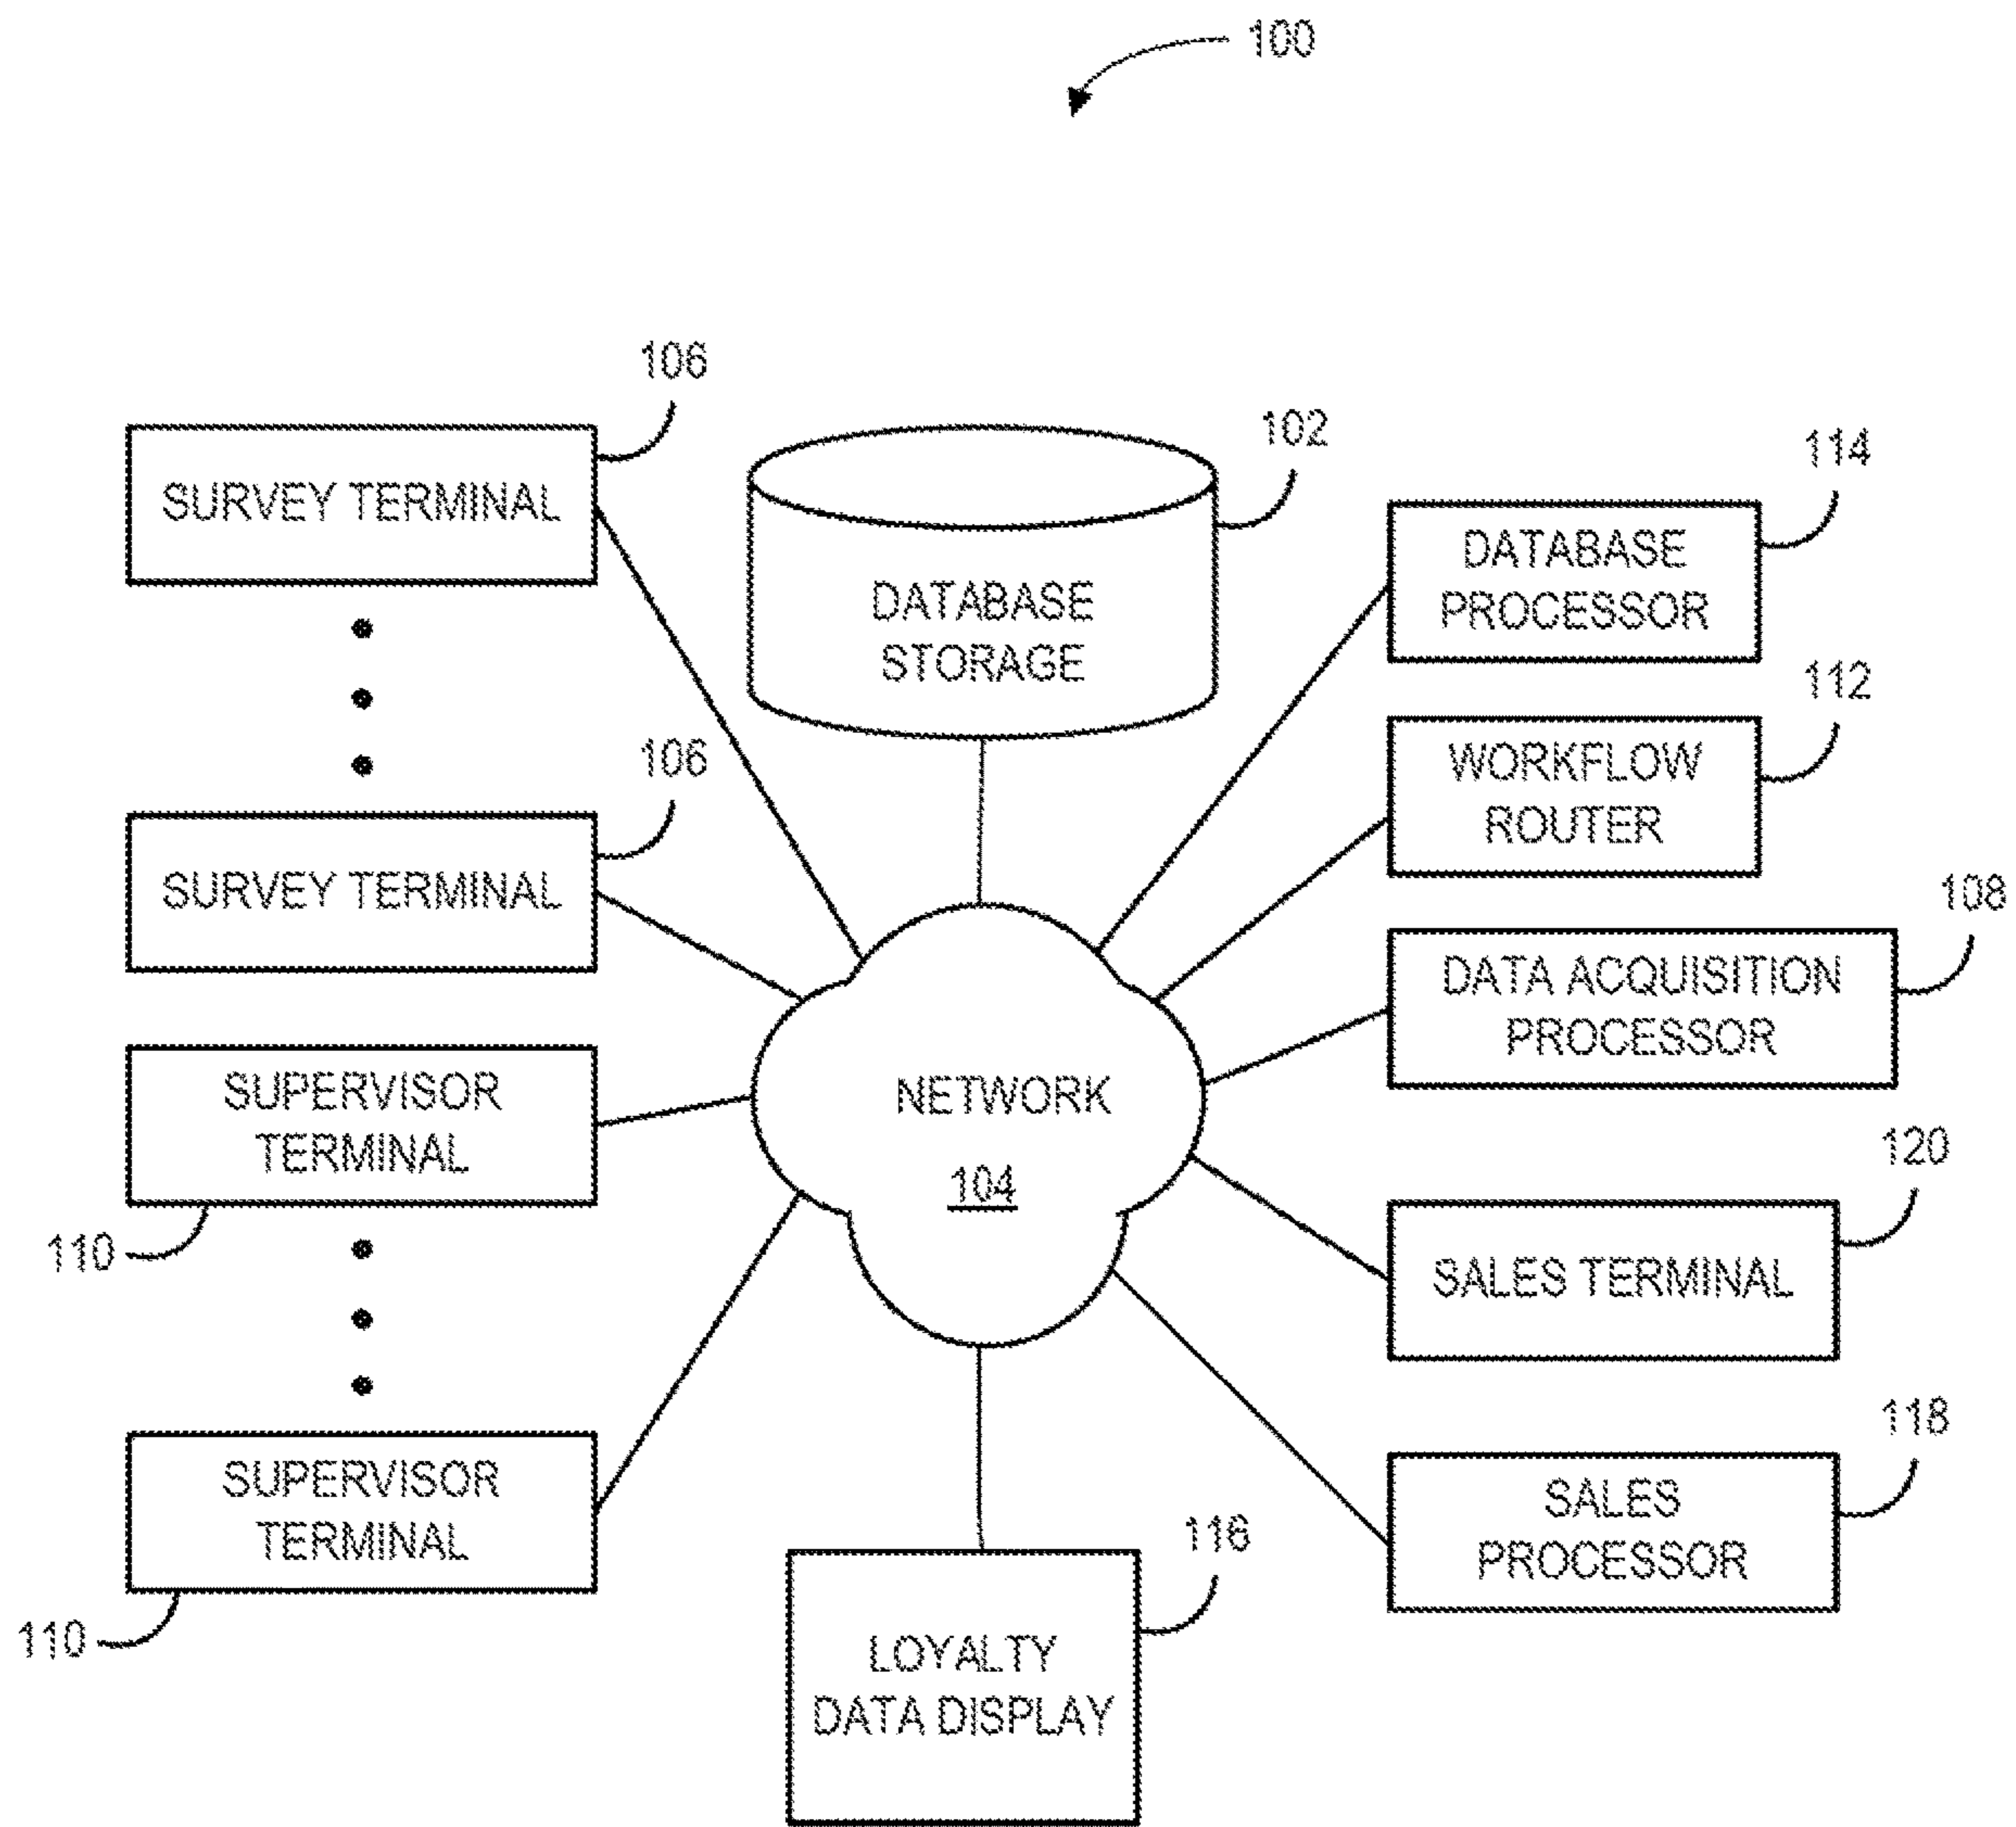 100
106
SURVEY TERMINAL
102
DATABASE
STORAGE
114
DATABASE
PROCESSOR
112
WORKFLOW
ROUTER
106
SURVEY TERMINAL
108
DATA ACQUISITION
PROCESSOR
SUPERVISOR
TERMINAL
110
NETWORK
104
120
SALES TERMINAL
118
SALES
PROCESSOR
SUPERVISOR
TERMINAL
110
116
LOYALTY
DATA DISPLAY